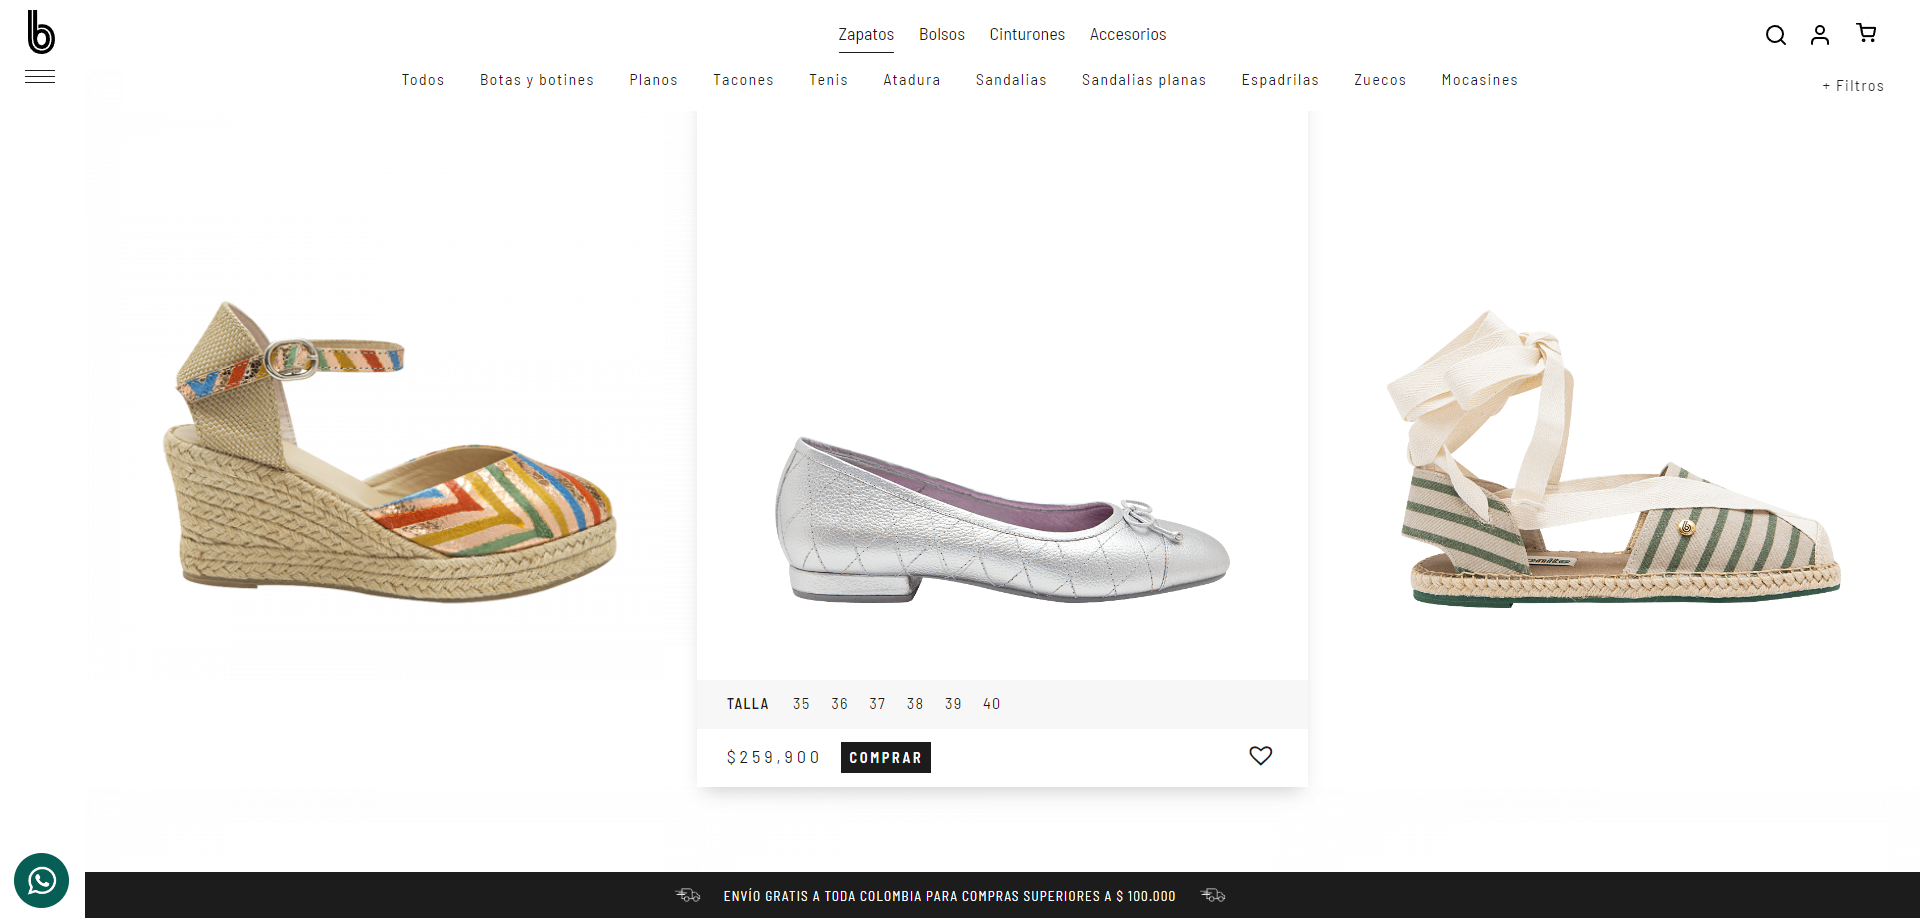 b
Zapatos Bolsos Cinturones Accesorios
Todos Botas y botines Planos Tacones Tenis Atadura Sandalias Sandalias planas Espadrilas Zuecos Mocasines
+ Filtros
b
TALLA 35 36 37 38 39 40
$259,900 COMPRAR
ENVÍO GRATIS A TODA COLOMBIA PARA COMPRAS SUPERIORES A $ 100.000